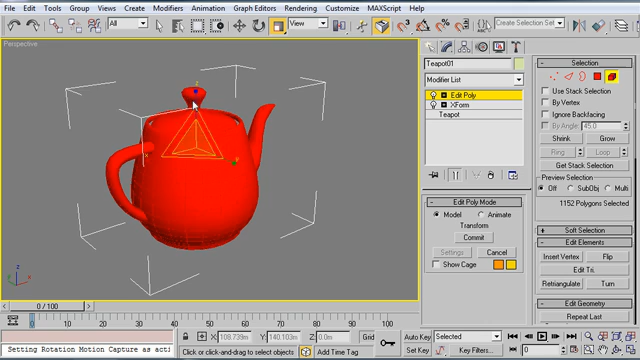 File Edit Tools Group Views Create Modifiers Animation Graph Editors Rendering Customize MAXScript Help
All View Create Selection Set
Perspective
z
x
y
z
x
y
Teapot01
Modifier List
Edit Poly
XForm
Teapot
Edit Poly Mode
Model Animate
Transform
Commit
Settings Cancel
Show Cage
Selection
Use Stack Selection
By Vertex
Ignore Backfacing
By Angle: 45.0
Shrink Grow
Ring Loop
Get Stack Selection
Preview Selection
Off SubObj Multi
1152 Polygons Selected
Soft Selection
Edit Elements
Insert Vertex Flip
Edit Tri.
Retriangulate Turn
Edit Geometry
Repeat Last
0 / 100
0 10 20 30 40 50 60 70 80 90 100
X 108.739m Y 140.103m Z 0.0m Grid Auto Key Selected
Setting Rotation Motion Capture as acti Click or click-and-drag to select objects Add Time Tag Set Key Key Filters... 0